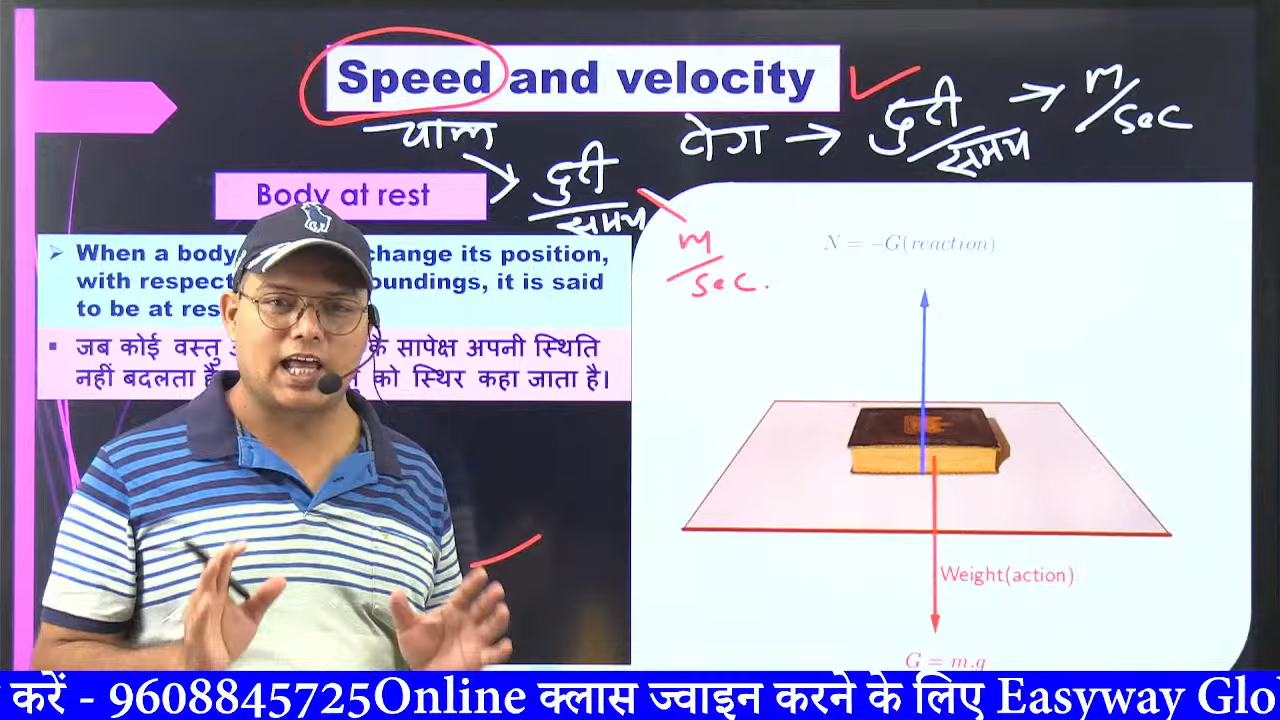 Speed and velocity
चाल → दुरी / समय
m / sec.
वेग → दुरी / समय → m / sec
Body at rest
➢ When a body change its position,
with respect oundings, it is said
to be at res
▪ जब कोई वस्तु के सापेक्ष अपनी स्थिति
नहीं बदलता है को स्थिर कहा जाता है।
N = −G(reaction)
Weight(action)
G = m.g
करें - 9608845725Online क्लास ज्वाइन करने के लिए Easyway Glo